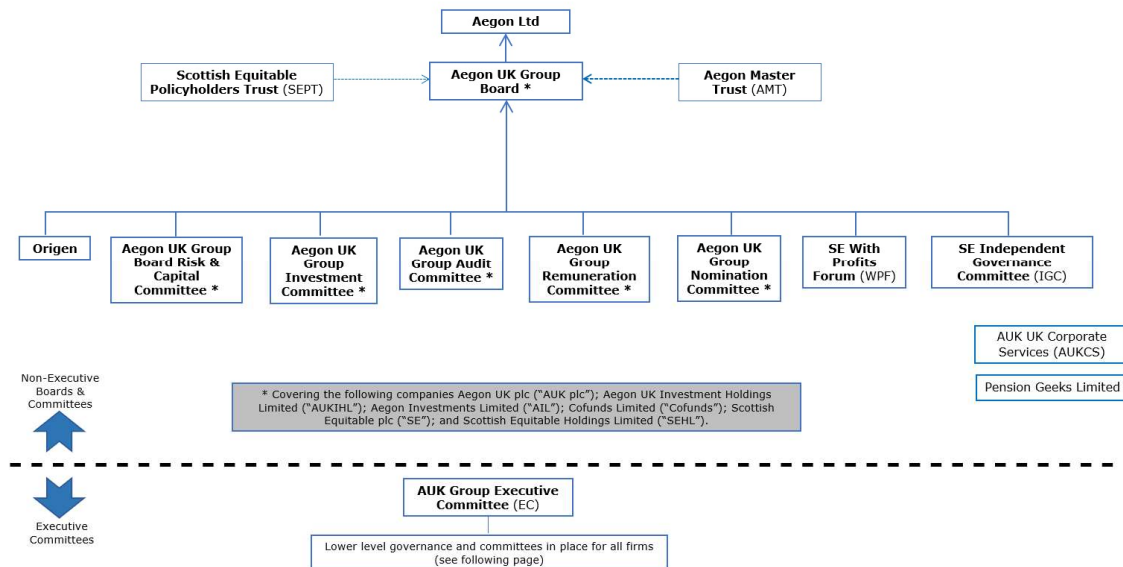 Aegon Ltd
Scottish Equitable
Policyholders Trust (SEPT)
Aegon UK Group
Board *
Aegon Master
Trust (AMT)
Origen
Aegon UK Group
Board Risk &
Capital
Committee *
Aegon UK
Group
Investment
Committee *
Aegon UK
Group Audit
Committee *
Aegon UK
Group
Remuneration
Committee *
Aegon UK
Group
Nomination
Committee *
SE With
Profits
Forum (WPF)
SE Independent
Governance
Committee (IGC)
AUK UK Corporate
Services (AUKCS)
Pension Geeks Limited
Non-Executive
Boards &
Committees
* Covering the following companies Aegon UK plc (“AUK plc”); Aegon UK Investment Holdings
Limited (“AUKIHL”); Aegon Investments Limited (“AIL”); Cofunds Limited (“Cofunds”); Scottish
Equitable plc (“SE”); and Scottish Equitable Holdings Limited (“SEHL”).
Executive
Committees
AUK Group Executive
Committee (EC)
Lower level governance and committees in place for all firms
(see following page)